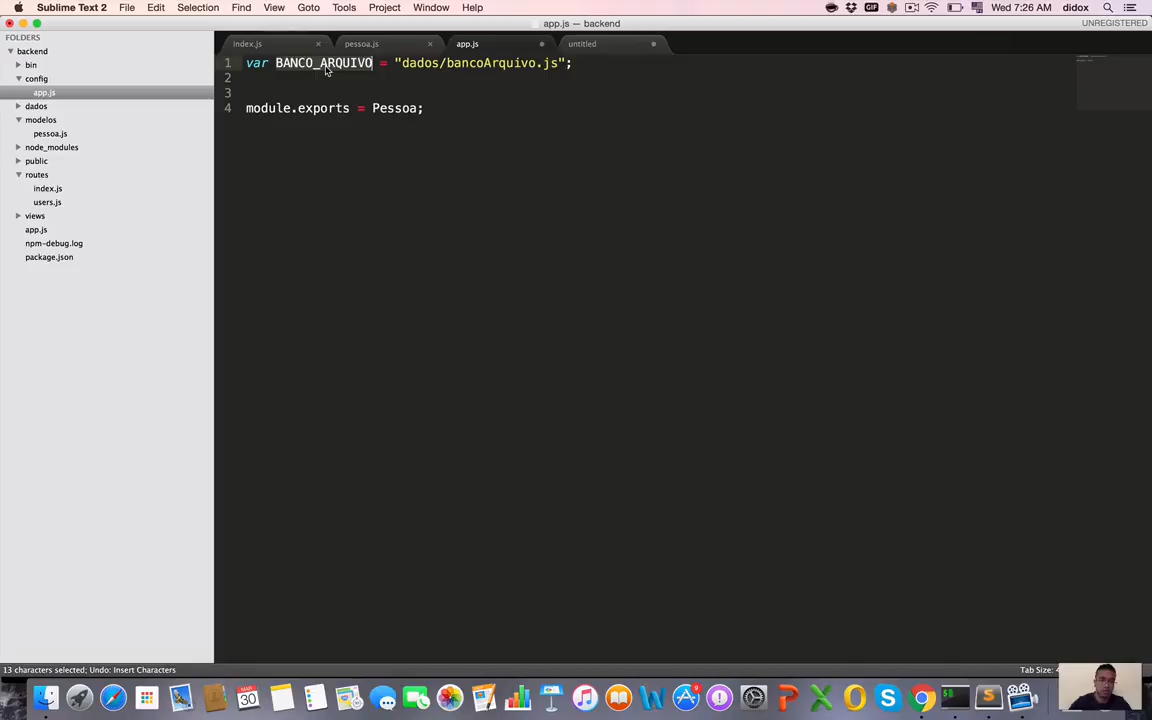 Sublime Text 2 File Edit Selection Find View Goto Tools Project Window Help GIF Wed 7:26 AM didox
app.js — backend UNREGISTERED
FOLDERS
backend
bin
config
app.js
dados
modelos
pessoa.js
node_modules
public
routes
index.js
users.js
views
app.js
npm-debug.log
package.json
index.js pessoa.js app.js untitled
1 var BANCO_ARQUIVO = "dados/bancoArquivo.js";
2
3
4 module.exports = Pessoa;
13 characters selected; Undo: Insert Characters Tab Size: